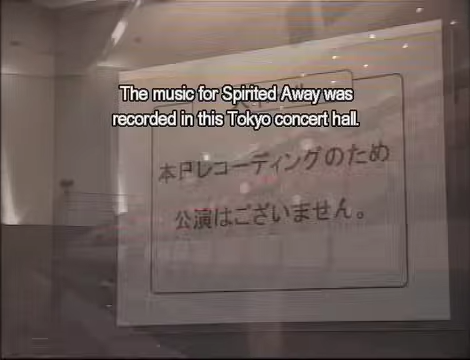 The music for Spirited Away was
recorded in this Tokyo concert hall.
本日レコーディングのため
公演はございません。